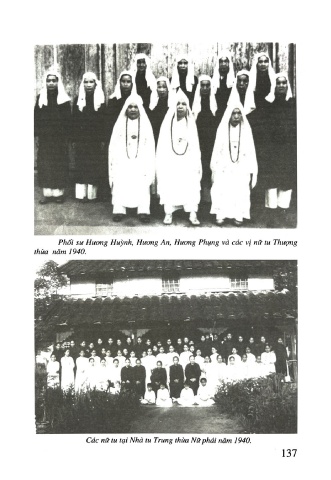 Phối sư Hương Huỳnh, Hương An, Hương Phụng và các vị nữ tu Thượng
thừa năm 1940.
Các nữ tu tại Nhà tu Trung thừa Nữ phái năm 1940.
137